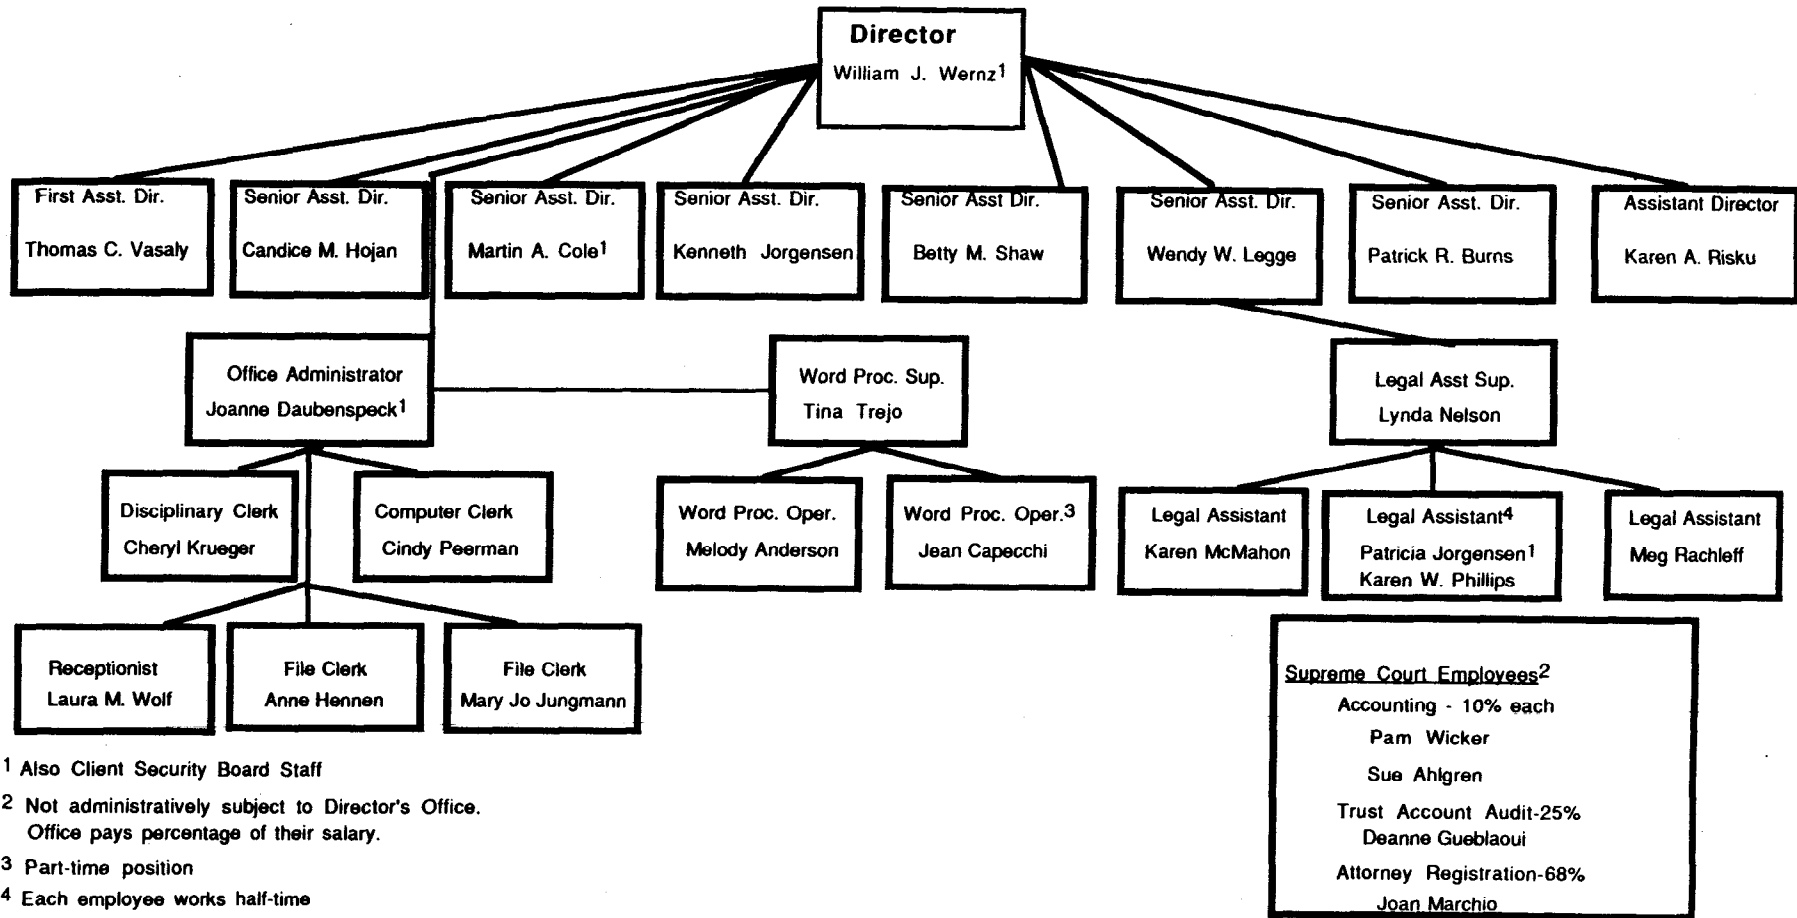 Director
William J. Wernz1
First Asst. Dir.
Thomas C. Vasaly
Senior Asst. Dir.
Candice M. Hojan
Senior Asst. Dir.
Martin A. Cole1
Senior Asst. Dir.
Kenneth Jorgensen
Senior Asst Dir.
Betty M. Shaw
Senior Asst. Dir.
Wendy W. Legge
Senior Asst. Dir.
Patrick R. Burns
Assistant Director
Karen A. Risku
Office Administrator
Joanne Daubenspeck1
Word Proc. Sup.
Tina Trejo
Legal Asst Sup.
Lynda Nelson
Disciplinary Clerk
Cheryl Krueger
Computer Clerk
Cindy Peerman
Word Proc. Oper.
Melody Anderson
Word Proc. Oper.3
Jean Capecchi
Legal Assistant
Karen McMahon
Legal Assistant4
Patricia Jorgensen1
Karen W. Phillips
Legal Assistant
Meg Rachleff
Receptionist
Laura M. Wolf
File Clerk
Anne Hennen
File Clerk
Mary Jo Jungmann
Supreme Court Employees2
Accounting - 10% each
Pam Wicker
Sue Ahlgren
Trust Account Audit-25%
Deanne Gueblaoui
Attorney Registration-68%
Joan Marchio
1 Also Client Security Board Staff
2 Not administratively subject to Director's Office.
Office pays percentage of their salary.
3 Part-time position
4 Each employee works half-time